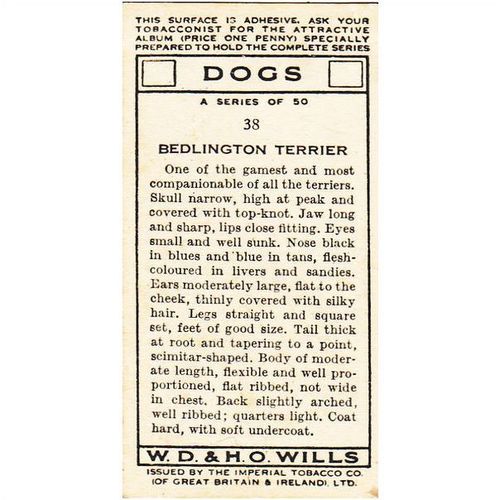 THIS SURFACE IS ADHESIVE. ASK YOUR
TOBACCONIST FOR THE ATTRACTIVE
ALBUM (PRICE ONE PENNY) SPECIALLY
PREPARED TO HOLD THE COMPLETE SERIES
DOGS
A SERIES OF 50
38
BEDLINGTON TERRIER
One of the gamest and most
companionable of all the terriers.
Skull narrow, high at peak and
covered with top-knot. Jaw long
and sharp, lips close fitting. Eyes
small and well sunk. Nose black
in blues and blue in tans, flesh-
coloured in livers and sandies.
Ears moderately large, flat to the
cheek, thinly covered with silky
hair. Legs straight and square
set, feet of good size. Tail thick
at root and tapering to a point,
scimitar-shaped. Body of moder-
ate length, flexible and well pro-
portioned, flat ribbed, not wide
in chest. Back slightly arched,
well ribbed; quarters light. Coat
hard, with soft undercoat.
W. D. & H. O. WILLS
ISSUED BY THE IMPERIAL TOBACCO CO.
(OF GREAT BRITAIN & IRELAND), LTD.